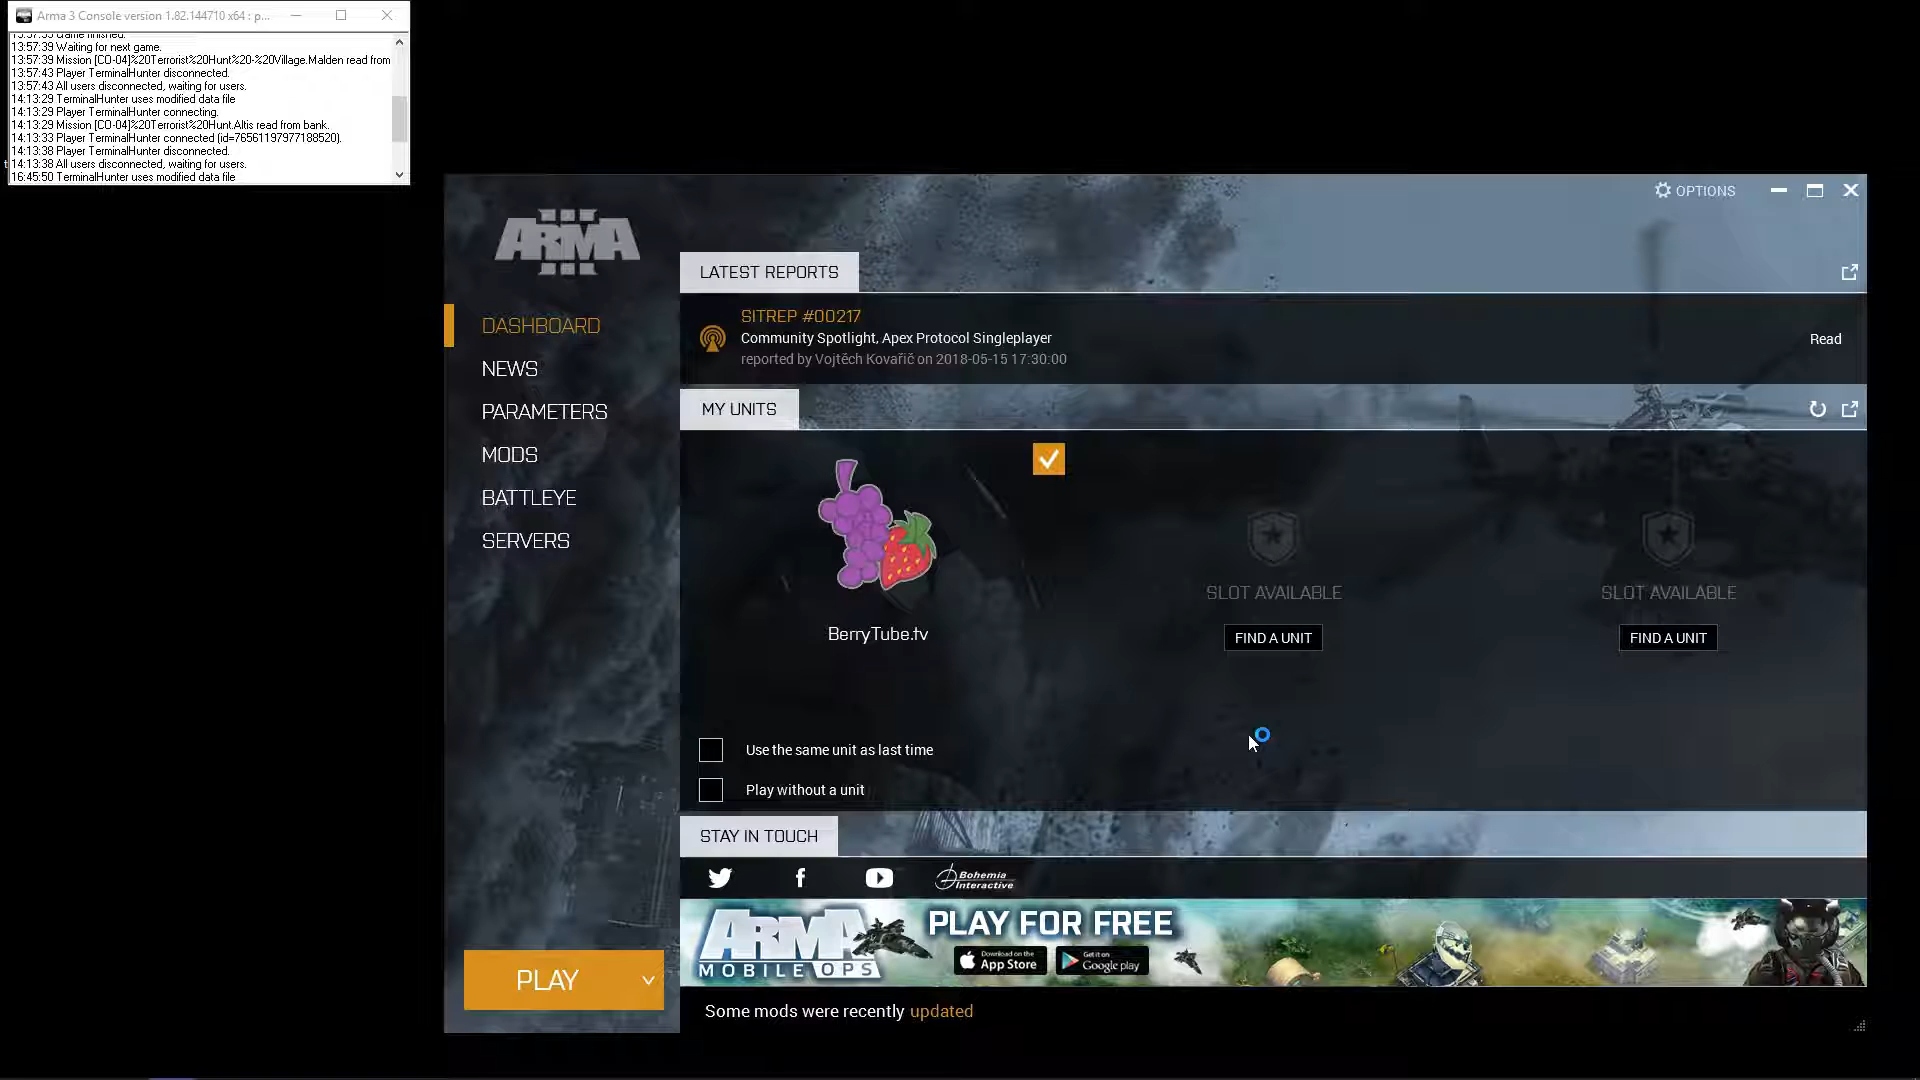 Arma 3 Console version 1.82.144710 x64 : p...
13:57:35 Game finished.
13:57:39 Waiting for next game.
13:57:39 Mission [CO-04]%20Terrorist%20Hunt%20-%20Village.Malden read from
13:57:43 Player TerminalHunter disconnected.
13:57:43 All users disconnected, waiting for users.
14:13:29 TerminalHunter uses modified data file
14:13:29 Player TerminalHunter connecting.
14:13:29 Mission [CO-04]%20Terrorist%20Hunt.Altis read from bank.
14:13:33 Player TerminalHunter connected (id=76561197977188520).
14:13:38 Player TerminalHunter disconnected.
14:13:38 All users disconnected, waiting for users.
16:45:50 TerminalHunter uses modified data file
OPTIONS
ARMA III
DASHBOARD
NEWS
PARAMETERS
MODS
BATTLEYE
SERVERS
PLAY
LATEST REPORTS
SITREP #00217
Community Spotlight, Apex Protocol Singleplayer
reported by Vojtěch Kovařič on 2018-05-15 17:30:00
Read
MY UNITS
BerryTube.tv
SLOT AVAILABLE
FIND A UNIT
SLOT AVAILABLE
FIND A UNIT
Use the same unit as last time
Play without a unit
STAY IN TOUCH
Bohemia
Interactive
ARMA
MOBILE OPS
PLAY FOR FREE
Download on the
App Store
Get it on
Google play
Some mods were recently updated